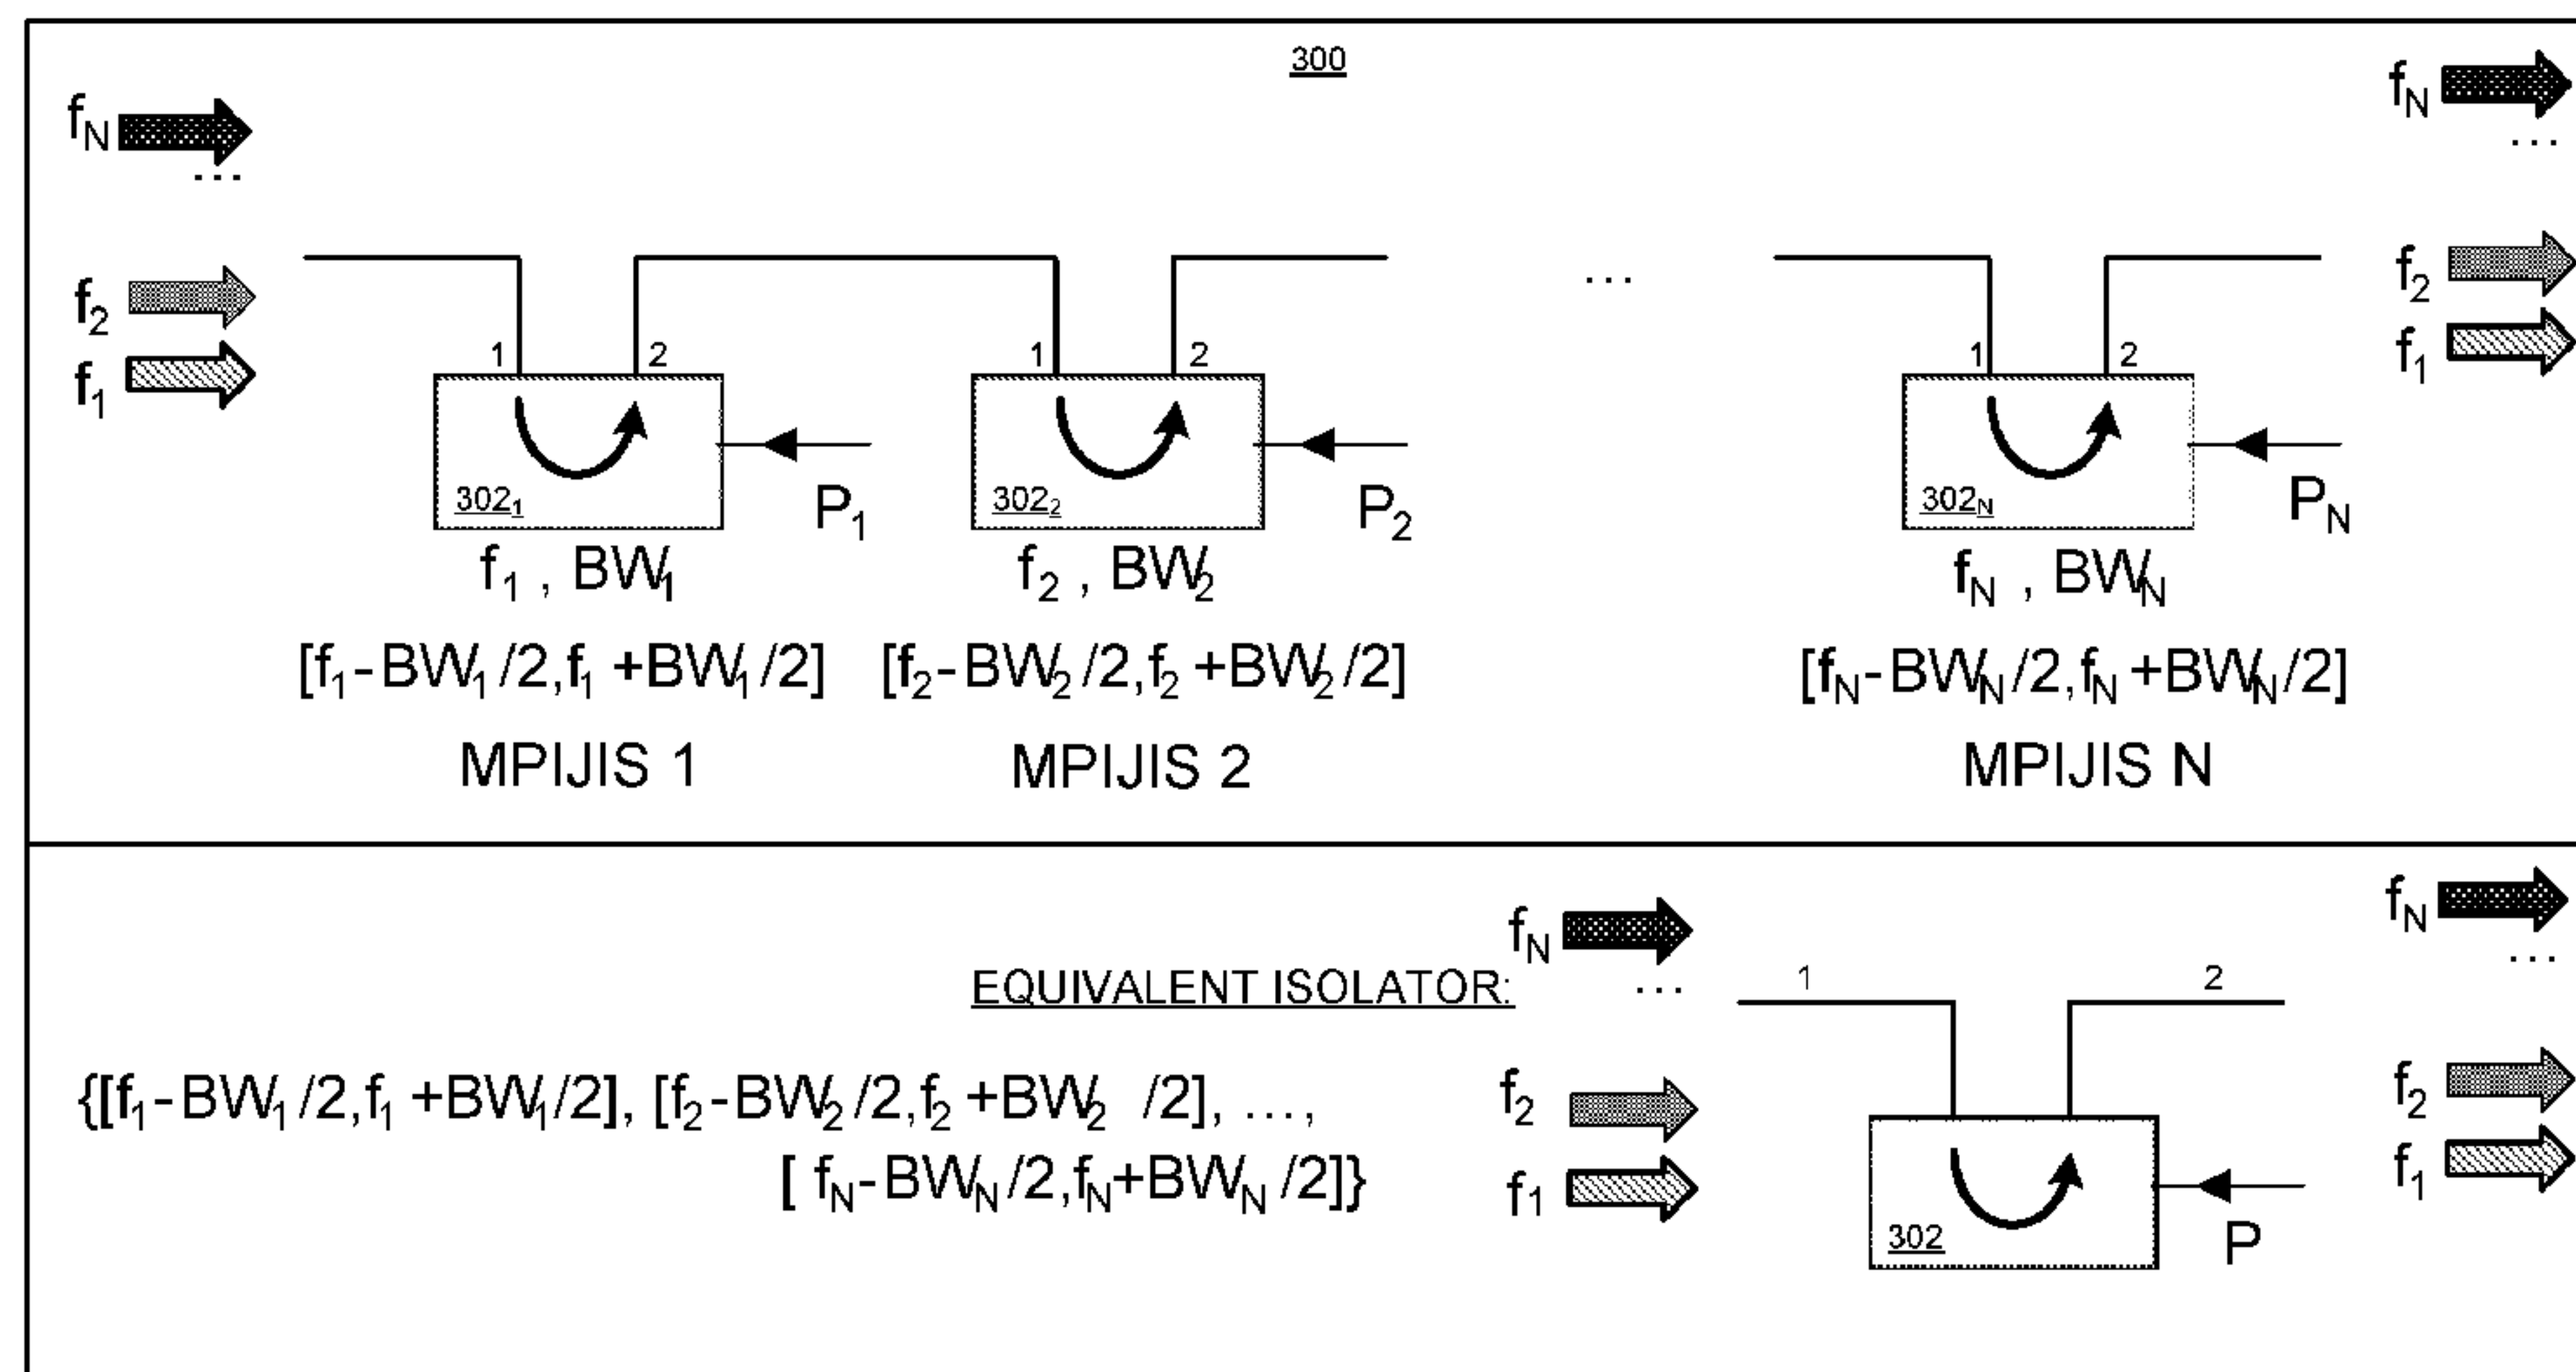 300
f_N
...
f_2
f_1
...
f_N
...
f_2
f_1
1 2
1 2
1 2
302_1
302_2
302_N
P_1
P_2
P_N
f_1 , BW_1
f_2 , BW_2
f_N , BW_N
[f_1-BW_1/2,f_1+BW_1/2]
[f_2-BW_2/2,f_2+BW_2/2]
[f_N-BW_N/2,f_N+BW_N/2]
MPIJIS 1
MPIJIS 2
MPIJIS N
EQUIVALENT ISOLATOR:
{[f_1-BW_1/2,f_1+BW_1/2], [f_2-BW_2/2,f_2+BW_2 /2], ...,
[ f_N-BW_N/2,f_N+BW_N/2]}
f_N
...
f_2
f1
1 2
302
P
f_N
...
f_2
f_1